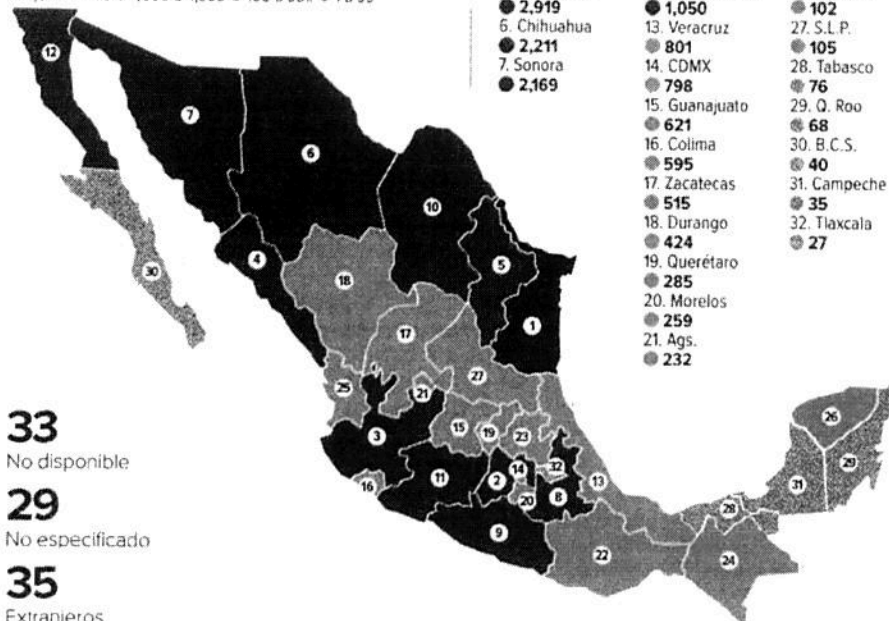 2,919
6. Chihuahua
2,211
7. Sonora
2,169
1,050
13. Veracruz
801
14. CDMX
798
15. Guanajuato
621
16. Colima
595
17. Zacatecas
515
18. Durango
424
19. Querétaro
285
20. Morelos
259
21. Ags.
232
102
27. S.L.P.
105
28. Tabasco
76
29. Q. Roo
68
30. B.C.S.
40
31. Campeche
35
32. Tlaxcala
27
12
7
6
10
4
5
30
18
1
17
27
25
21
3
15
19
23
26
16
11
2
14
32
13
29
20
8
31
28
9
22
24
33
No disponible
29
No especificado
35
Extranjeros